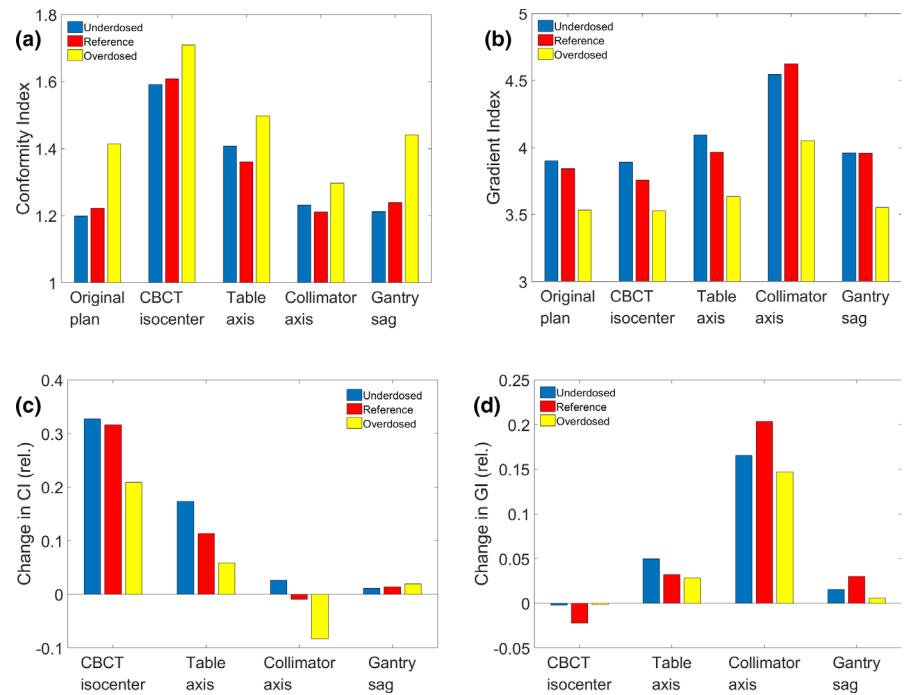 (a)
Underdosed
Reference
Overdosed
Conformity Index
1.8
1.6
1.4
1.2
1
Original plan
CBCT isocenter
Table axis
Collimator axis
Gantry sag
(b)
Underdosed
Reference
Overdosed
Gradient Index
5
4.5
4
3.5
3
Original plan
CBCT isocenter
Table axis
Collimator axis
Gantry sag
(c)
Underdosed
Reference
Overdosed
Change in CI (rel.)
0.4
0.3
0.2
0.1
0
-0.1
CBCT isocenter
Table axis
Collimator axis
Gantry sag
(d)
Underdosed
Reference
Overdosed
Change in GI (rel.)
0.25
0.2
0.15
0.1
0.05
0
-0.05
CBCT isocenter
Table axis
Collimator axis
Gantry sag